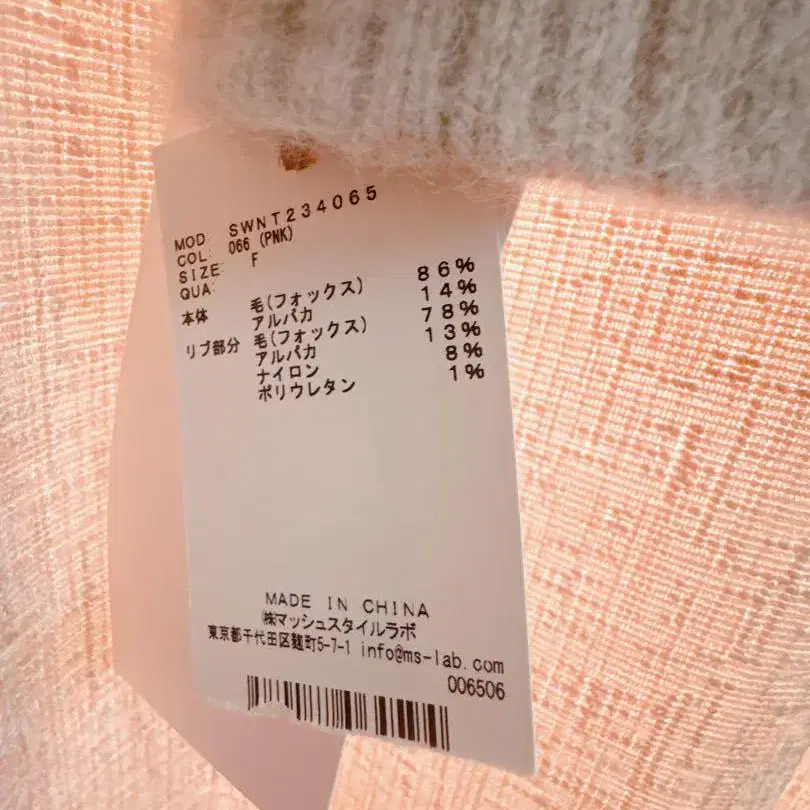 MOD: SWNT234065
COL: 066 (PNK)
SIZE: F
QUA:
本体 毛(フォックス) 86%
アルパカ 14%
リブ部分 毛(フォックス) 78%
アルパカ 13%
ナイロン 8%
ポリウレタン 1%
MADE IN CHINA
㈱マッシュスタイルラボ
東京都千代田区麹町5-7-1 info@ms-lab.com
006506